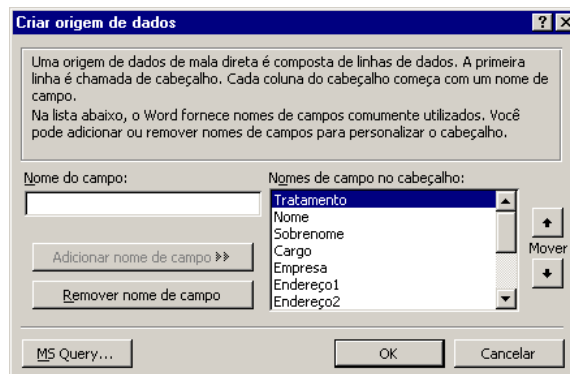 Criar origem de dados
Uma origem de dados de mala direta é composta de linhas de dados. A primeira
linha é chamada de cabeçalho. Cada coluna do cabeçalho começa com um nome de
campo.
Na lista abaixo, o Word fornece nomes de campos comumente utilizados. Você
pode adicionar ou remover nomes de campos para personalizar o cabeçalho.
Nome do campo:
Nomes de campo no cabeçalho:
Tratamento
Nome
Sobrenome
Cargo
Empresa
Endereço1
Endereço2
Adicionar nome de campo
Remover nome de campo
Mover
MS Query...
OK
Cancelar